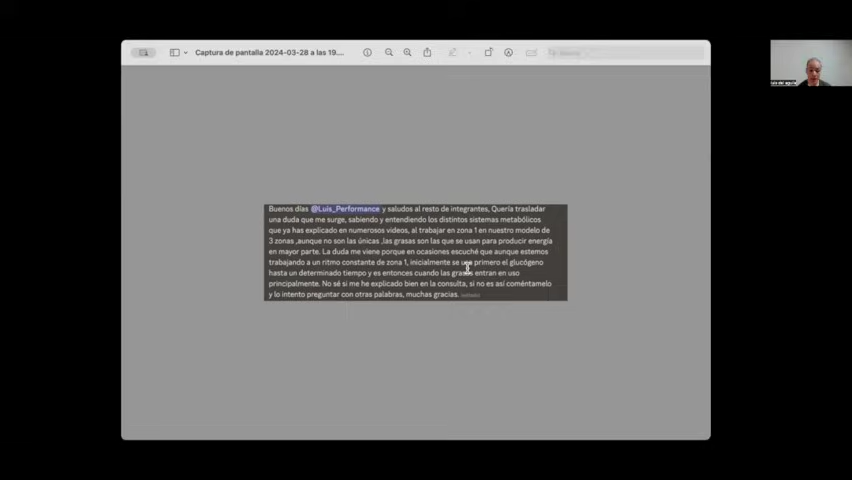 Captura de pantalla 2024-03-28 a las 19....
Buenos días @Luis_Performance y saludos al resto de integrantes, Quería trasladar
una duda que me surge, sabiendo y entendiendo los distintos sistemas metabólicos
que ya has explicado en numerosos videos, al trabajar en zona 1 en nuestro modelo de
3 zonas ,aunque no son las únicas ,las grasas son las que se usan para producir energía
en mayor parte. La duda me viene porque en ocasiones escuché que aunque estemos
trabajando a un ritmo constante de zona 1, inicialmente se use primero el glucógeno
hasta un determinado tiempo y es entonces cuando las grasas entran en uso
principalmente. No sé si me he explicado bien en la consulta, si no es así coméntamelo
y lo intento preguntar con otras palabras, muchas gracias.